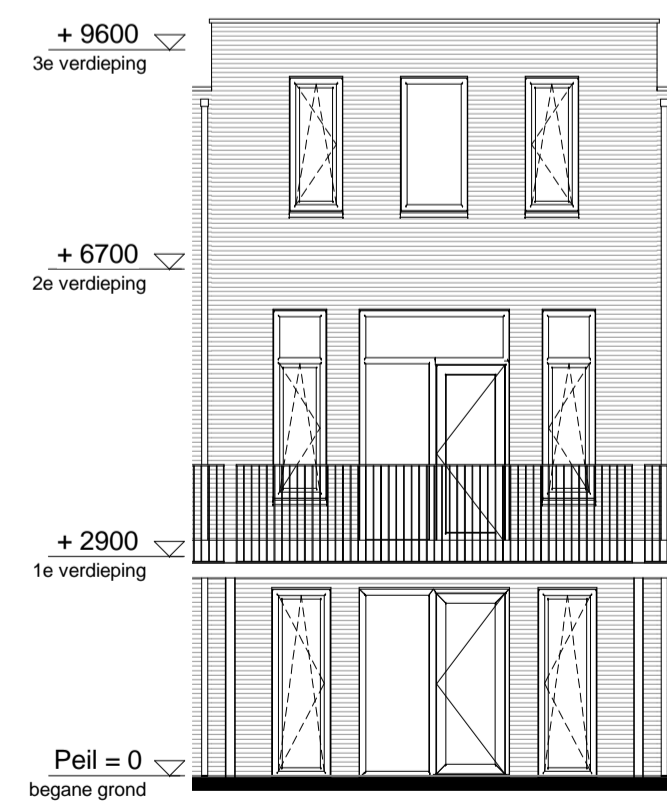 + 9600
3e verdieping
+ 6700
2e verdieping
+ 2900
1e verdieping
Peil = 0
begane grond